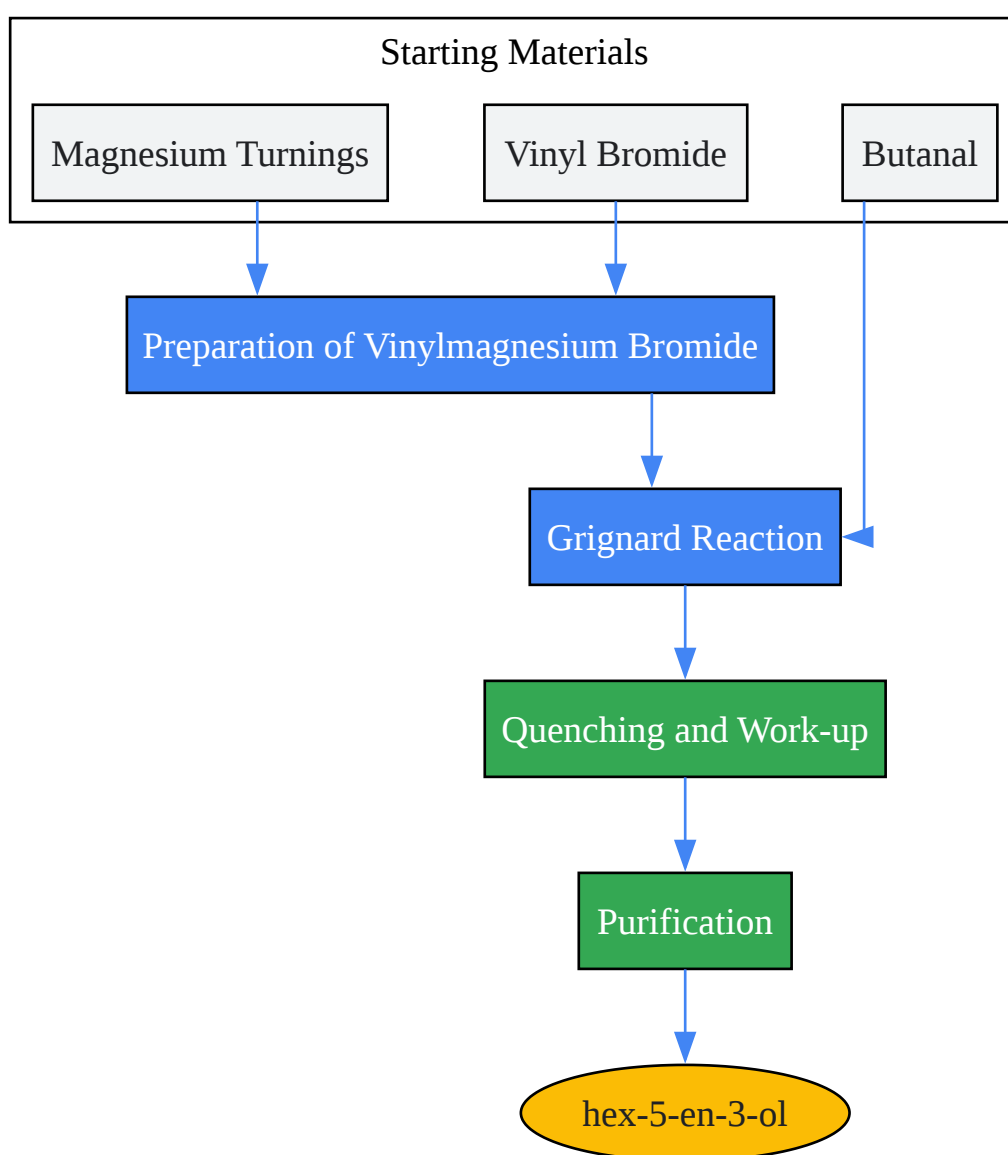 Starting Materials
Magnesium Turnings
Vinyl Bromide
Butanal
Preparation of Vinylmagnesium Bromide
Grignard Reaction
Quenching and Work-up
Purification
hex-5-en-3-ol